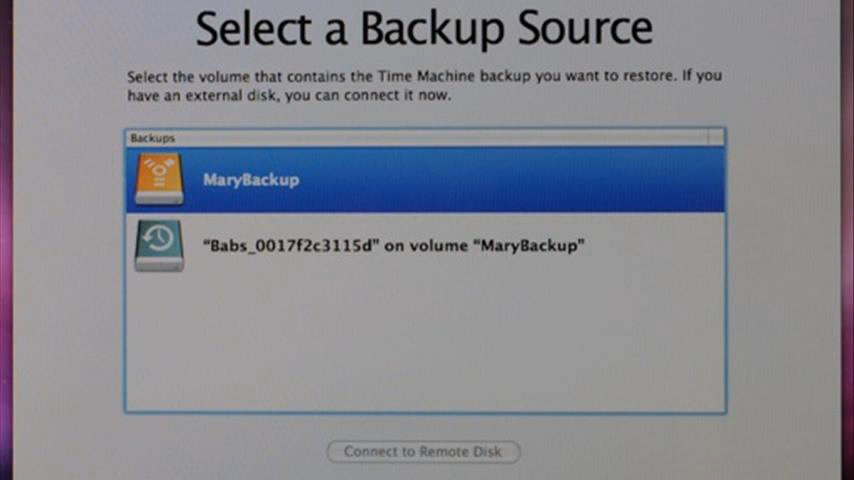 Select a Backup Source
Select the volume that contains the Time Machine backup you want to restore. If you
have an external disk, you can connect it now.
Backups
MaryBackup
“Babs_0017f2c3115d” on volume “MaryBackup”
Connect to Remote Disk